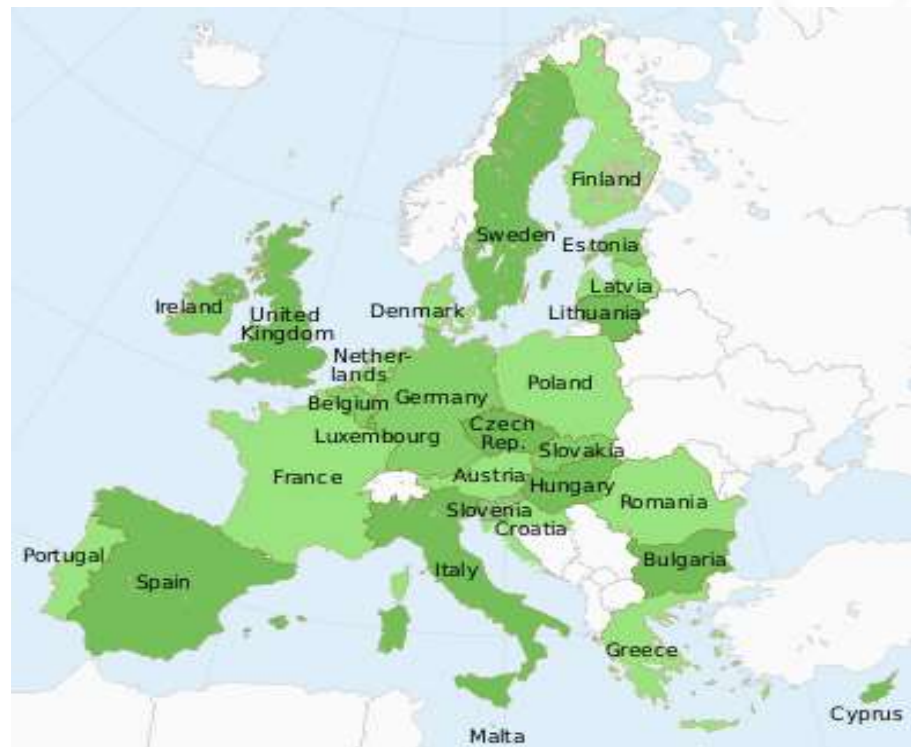 Finland
Sweden
Estonia
Latvia
Ireland
Denmark
Lithuania
United
Kingdom
Nether-
lands
Poland
Belgium
Germany
Czech
Rep.
Luxembourg
Slovakia
France
Austria
Hungary
Romania
Slovenia
Croatia
Portugal
Bulgaria
Spain
Italy
Greece
Cyprus
Malta